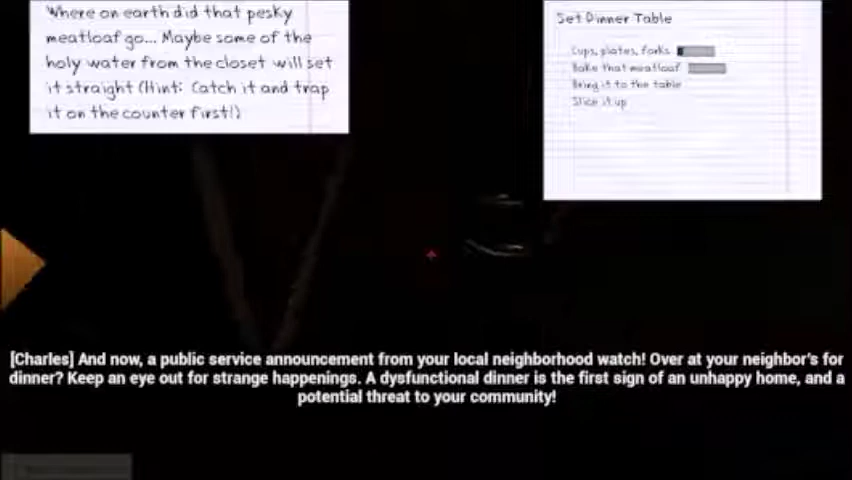 Where on earth did that pesky
meatloaf go... Maybe some of the
holy water from the closet will set
it straight (Hint: Catch it and trap
it on the counter first!)
Set Dinner Table
Cups, plates, forks
Bake that meatloaf
Bring it to the table
Slice it up
[Charles] And now, a public service announcement from your local neighborhood watch! Over at your neighbor's for
dinner? Keep an eye out for strange happenings. A dysfunctional dinner is the first sign of an unhappy home, and a
potential threat to your community!